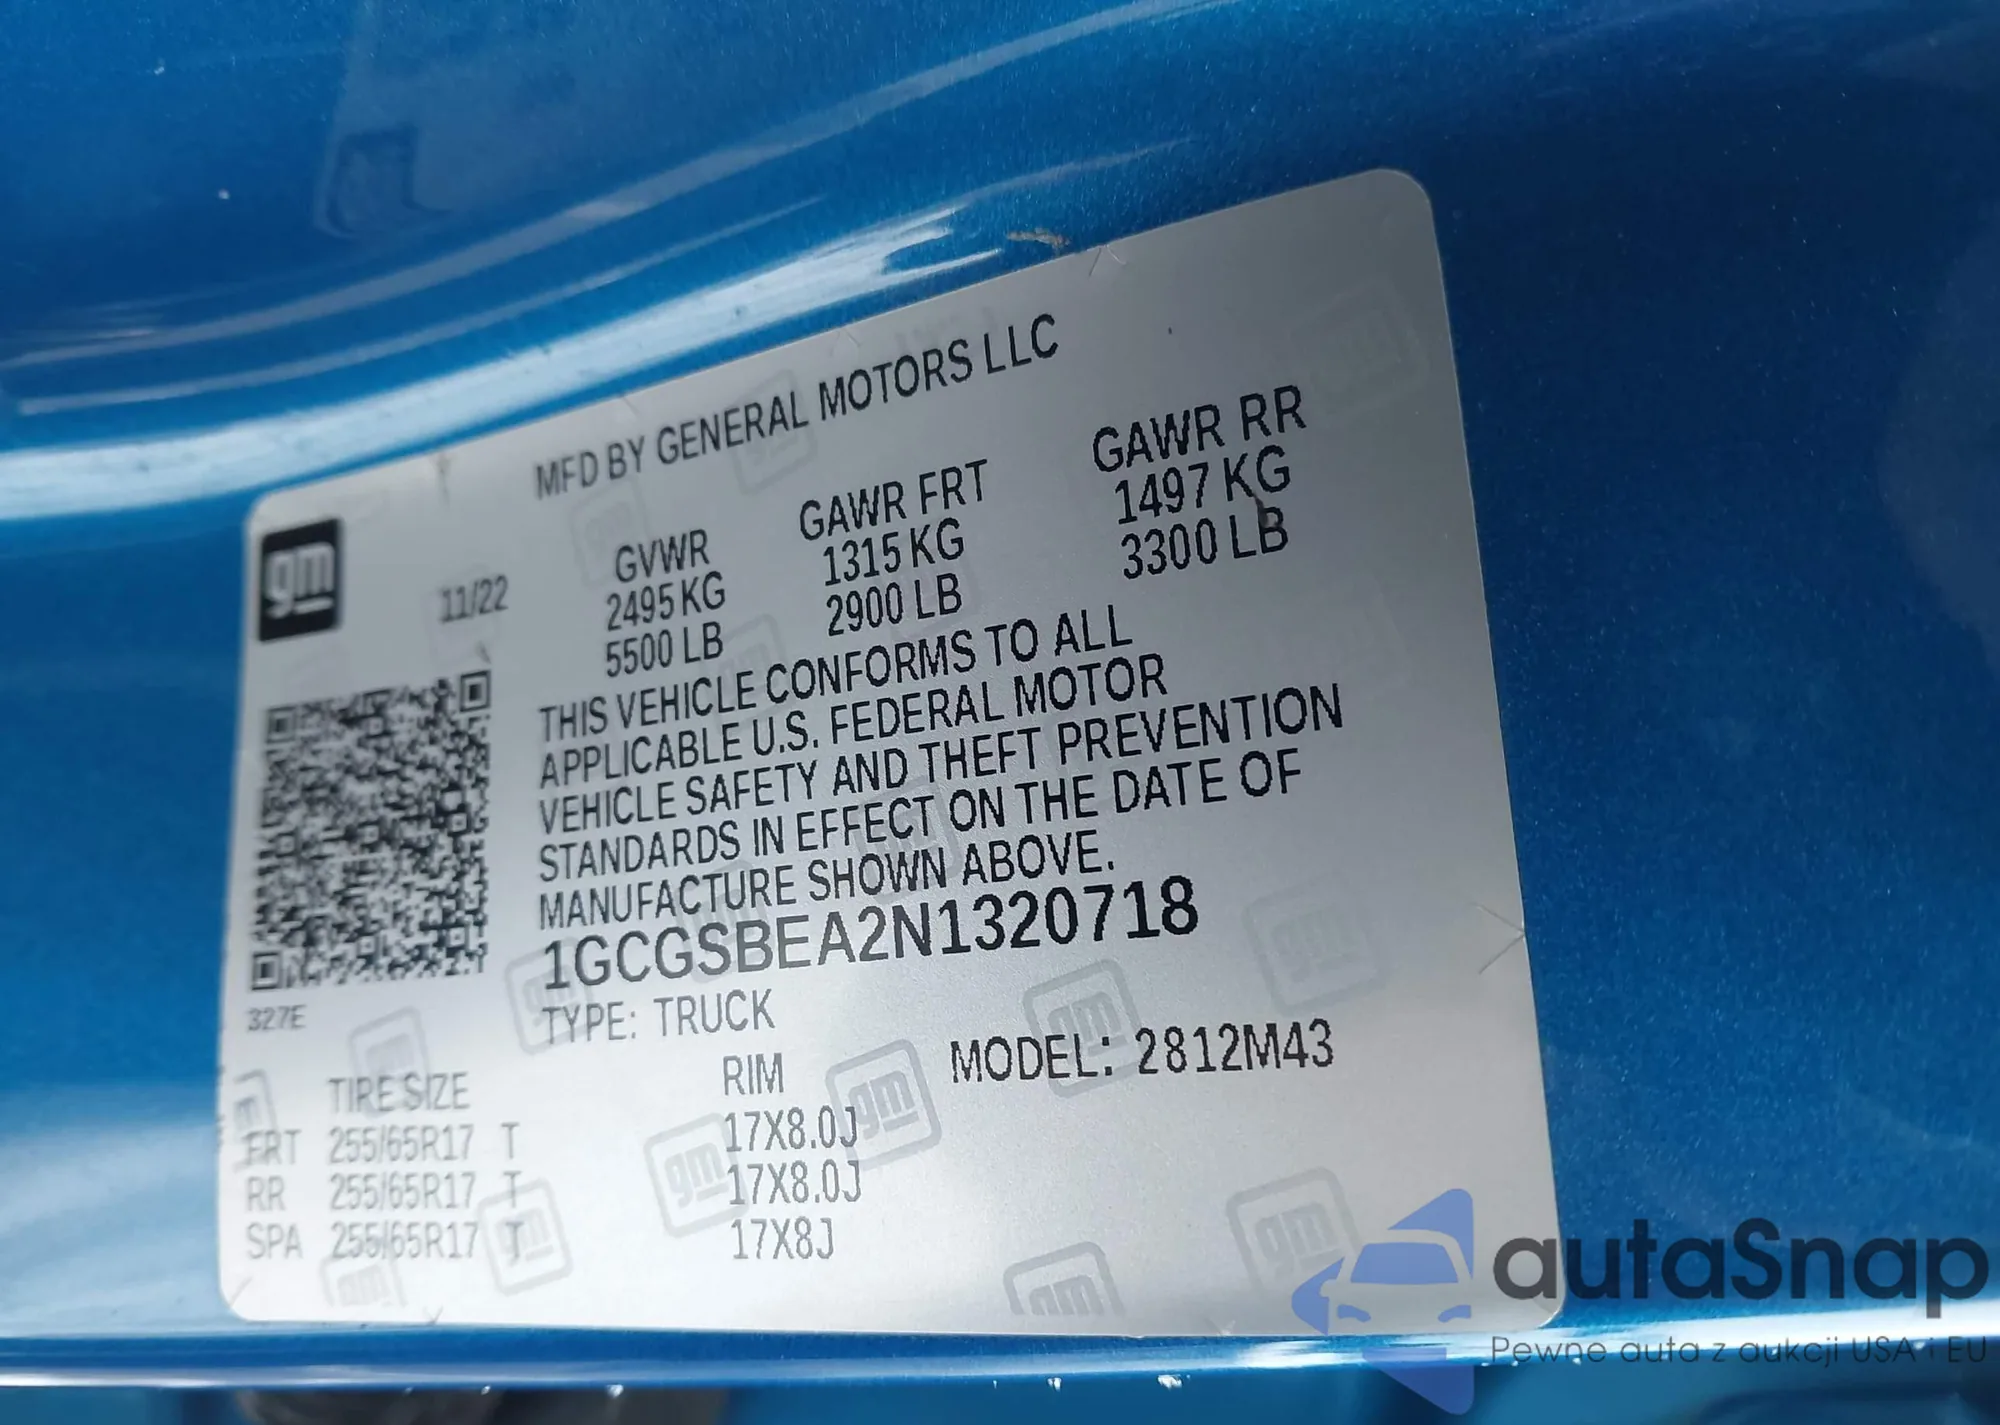 MFD BY GENERAL MOTORS LLC
gm
11/22
GVWR GAWR FRT GAWR RR
2495 KG 1315 KG 1497 KG
5500 LB 2900 LB 3300 LB
THIS VEHICLE CONFORMS TO ALL
APPLICABLE U.S. FEDERAL MOTOR
VEHICLE SAFETY AND THEFT PREVENTION
STANDARDS IN EFFECT ON THE DATE OF
MANUFACTURE SHOWN ABOVE.
1GCGSBEA2N1320718
327E
TYPE: TRUCK
MODEL: 2812M43
TIRE SIZE RIM
FRT 255/65R17 T 17X8.0J
RR 255/65R17 T 17X8.0J
SPA 255/65R17 T 17X8J
autaSnap
Pewne auta z aukcji USA i EU